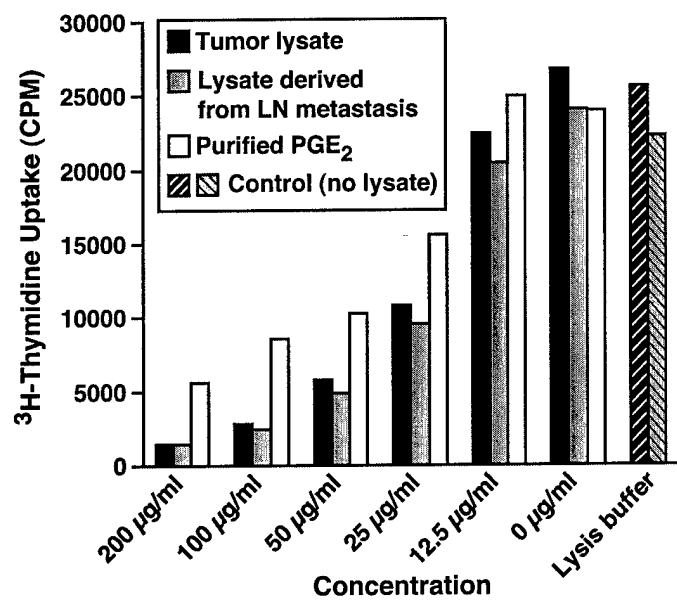 30000
25000
20000
15000
10000
5000
0
³H-Thymidine Uptake (CPM)
Tumor lysate
Lysate derived
from LN metastasis
Purified PGE₂
Control (no lysate)
200 µg/ml
100 µg/ml
50 µg/ml
25 µg/ml
12.5 µg/ml
0 µg/ml
Lysis buffer
Concentration